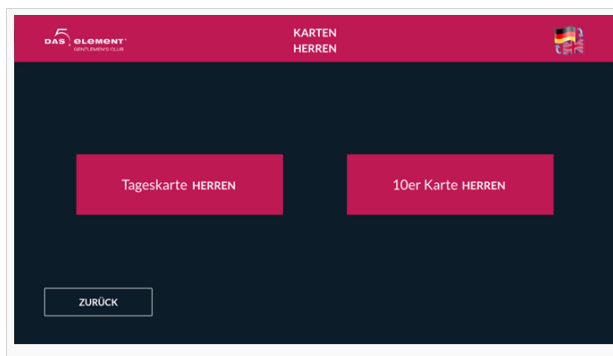 5
DAS element
GENTLEMEN'S CLUB
KARTEN
HERREN
Tageskarte HERREN
10er Karte HERREN
ZURÜCK